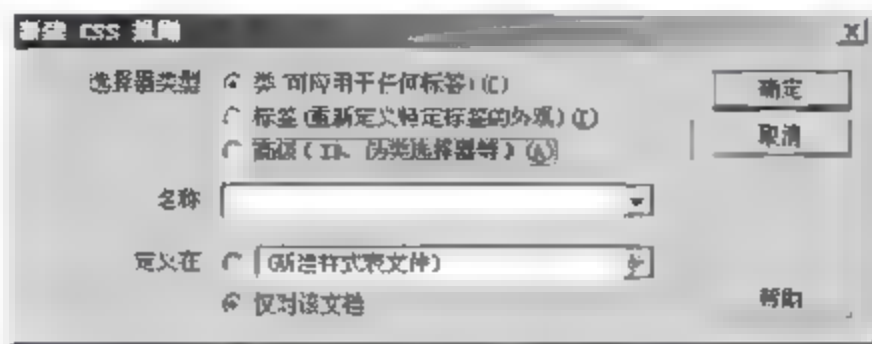 新建 CSS 规则
选择器类型 类(可应用于任何标签)(C) 确定
标签(重新定义特定标签的外观)(T)
高级(ID、伪类选择器等)(A) 取消
名称
定义在 (新建样式表文件)
仅对该文档 帮助